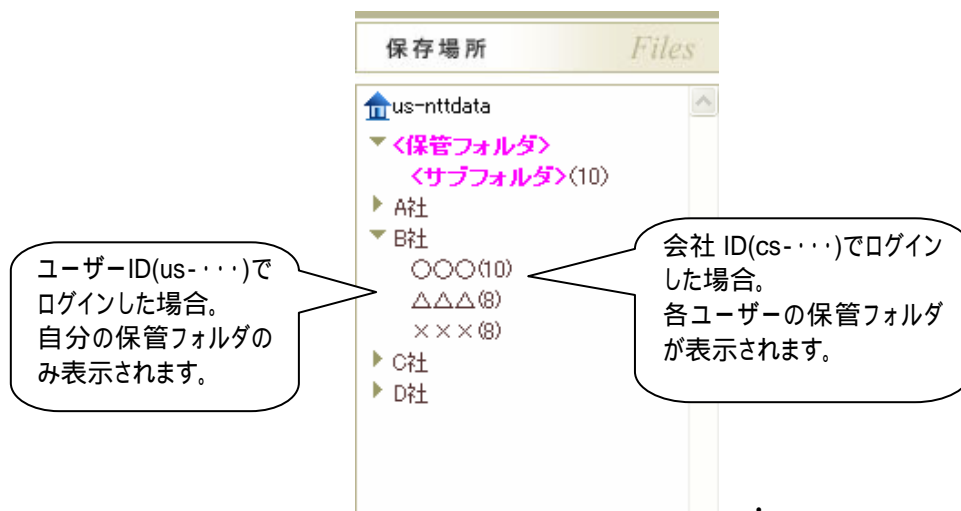 保存場所 Files
us-nttdata
<保管フォルダ>
<サブフォルダ>(10)
A社
B社
○○○(10)
△△△(8)
×××(8)
C社
D社
ユーザーID(us-・・・)で
ログインした場合。
自分の保管フォルダの
み表示されます。
会社 ID(cs-・・・)でログイン
した場合。
各ユーザーの保管フォルダ
が表示されます。